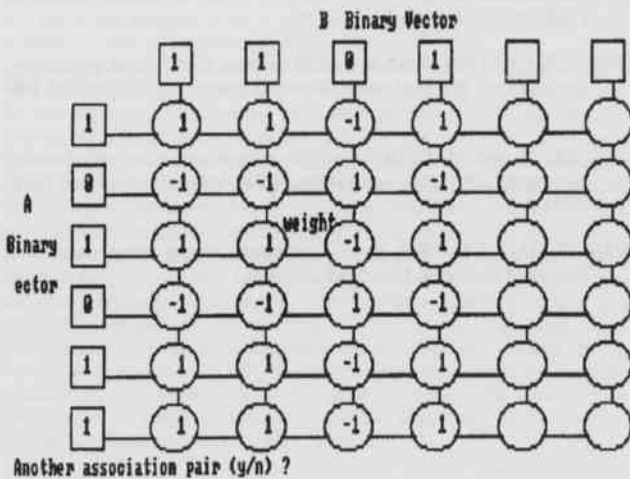 B Binary Vector
1 1 0 1
1 1 1 -1 1
0 -1 -1 1 -1
A
weight
1 1 1 -1 1
Binary
ector
0 -1 -1 1 -1
1 1 1 -1 1
1 1 1 -1 1
Another association pair (y/n) ?